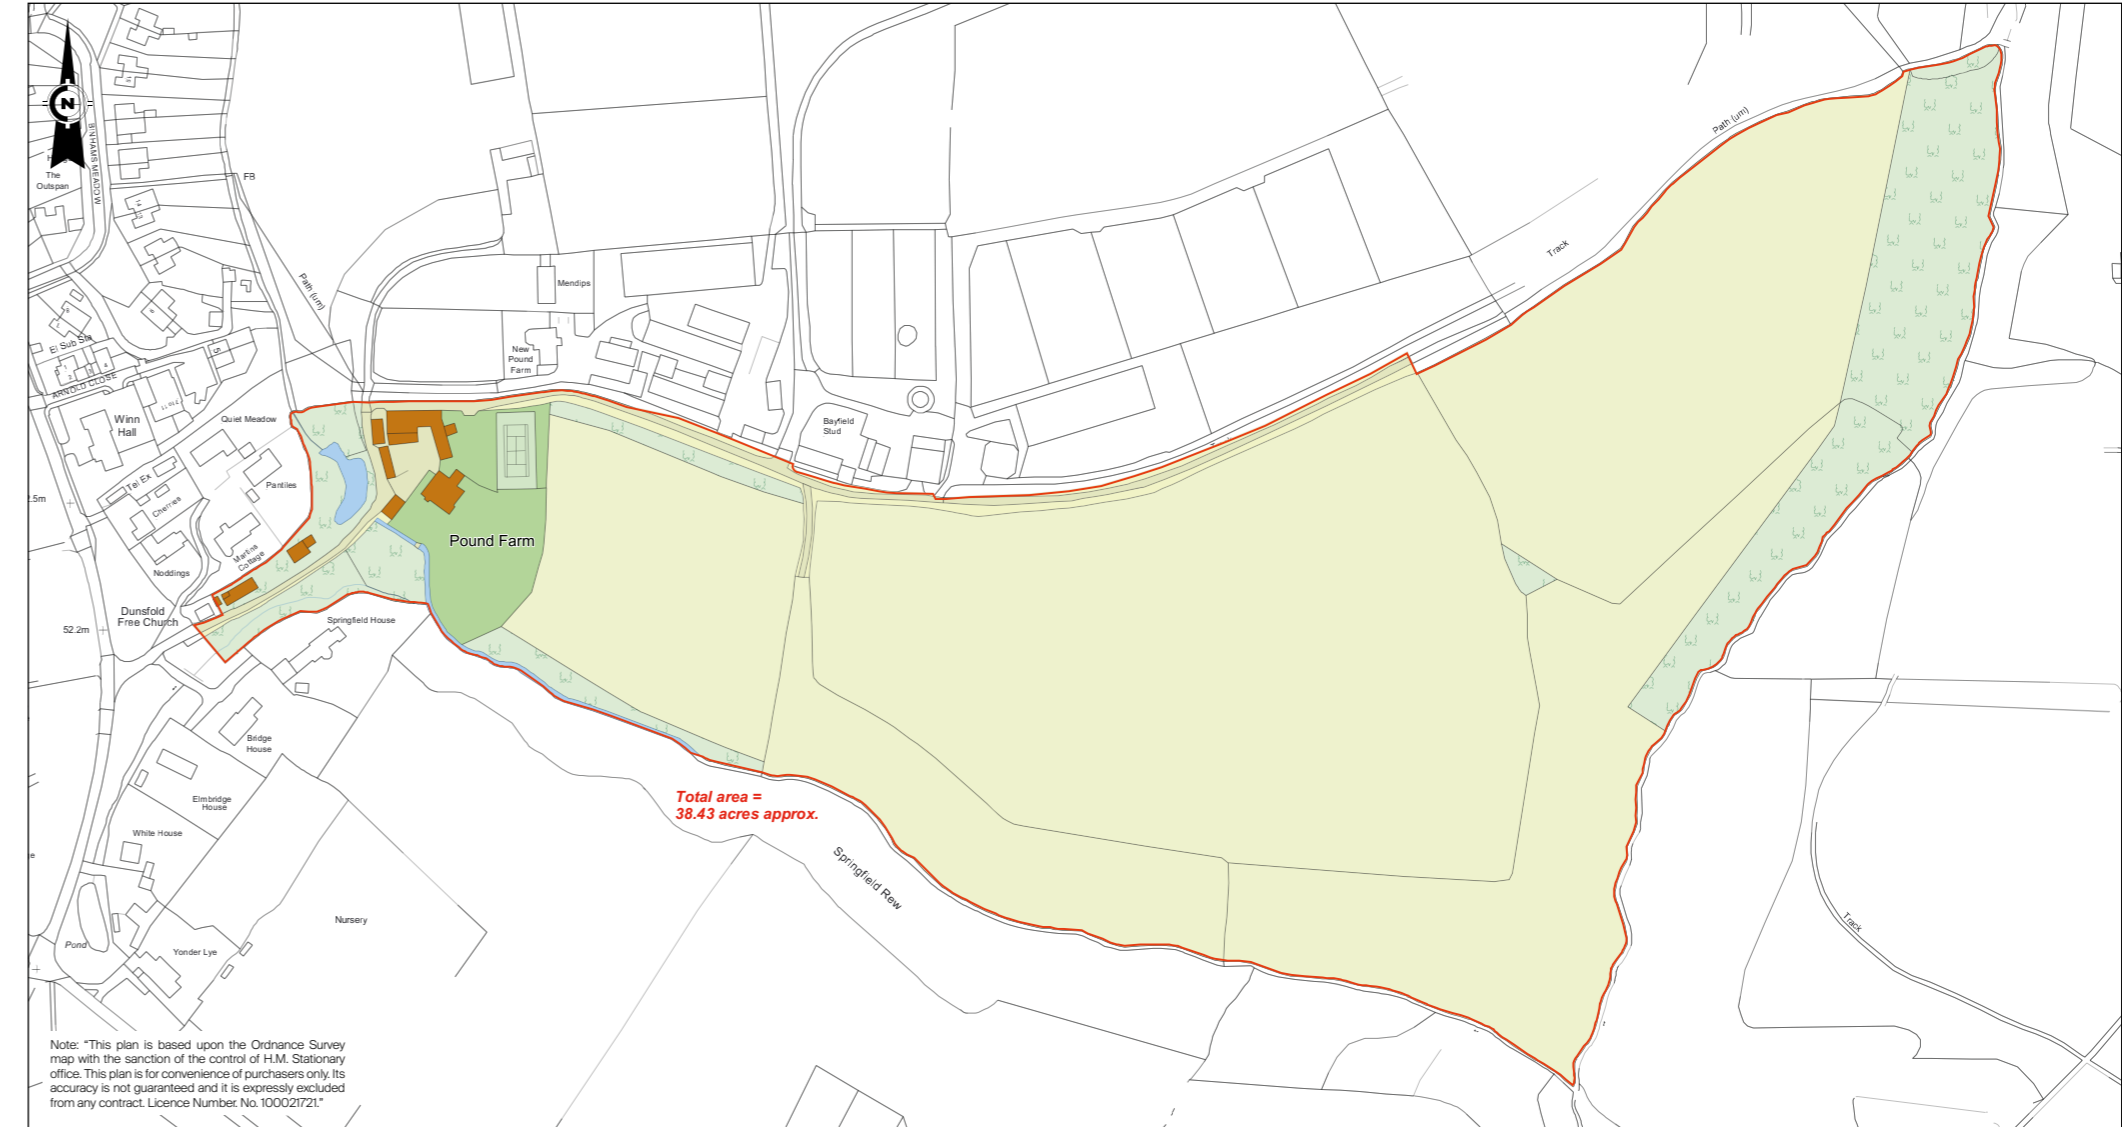 N
BINHAMS MEADOW
The
Outspan
FB
Path (um)
Mendips
New
Pound
Farm
El Sub Sta
ARNOLD CLOSE
Winn
Hall
Quiet Meadow
Pantiles
Tel Ex
Cherries
Martins
Cottage
Noddings
Dunsfold
Free Church
52.2m
Springfield House
Pound Farm
Bayfield
Stud
Track
Path (um)
Bridge
House
Elmbridge
House
White House
Nursery
Pond
Yonder Lye
Total area =
38.43 acres approx.
Springfield Rew
Track
Note: “This plan is based upon the Ordnance Survey
map with the sanction of the control of H.M. Stationary
office. This plan is for convenience of purchasers only. Its
accuracy is not guaranteed and it is expressly excluded
from any contract. Licence Number. No. 100021721.”